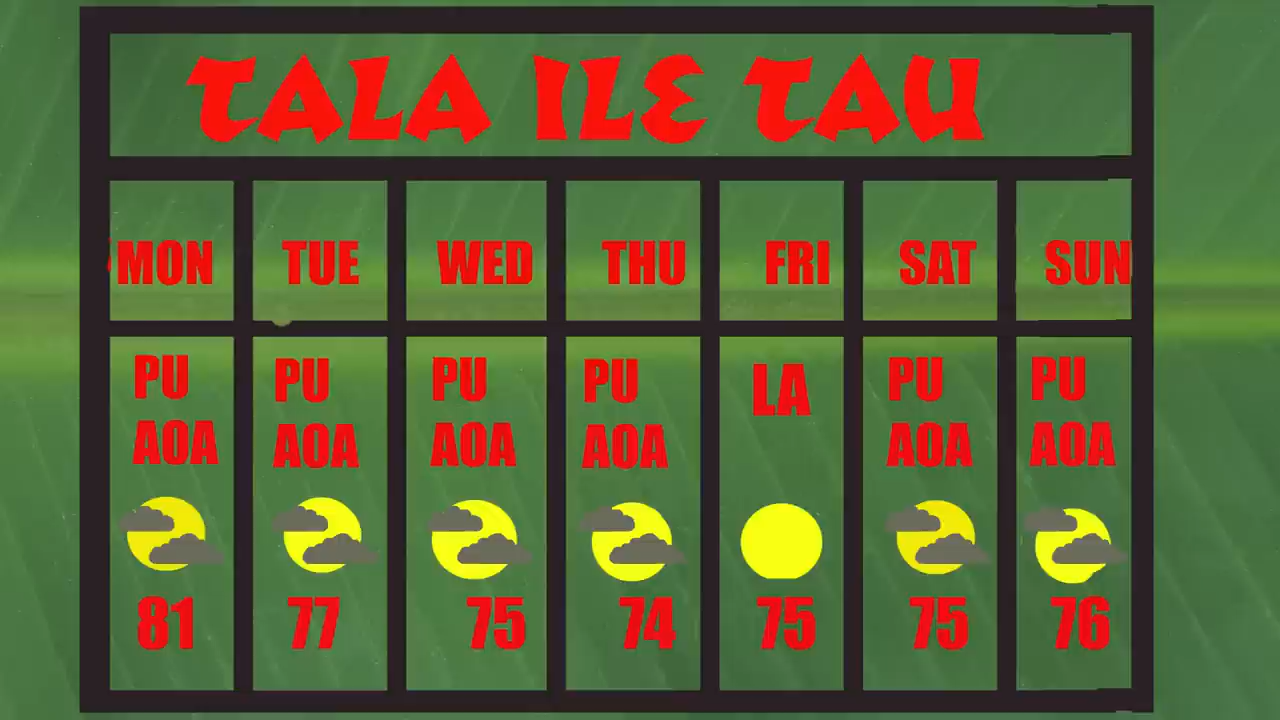 TALA ILE TAU
MON TUE WED THU FRI SAT SUN
PU PU PU PU LA PU PU
AOA AOA AOA AOA AOA AOA
81 77 75 74 75 75 76